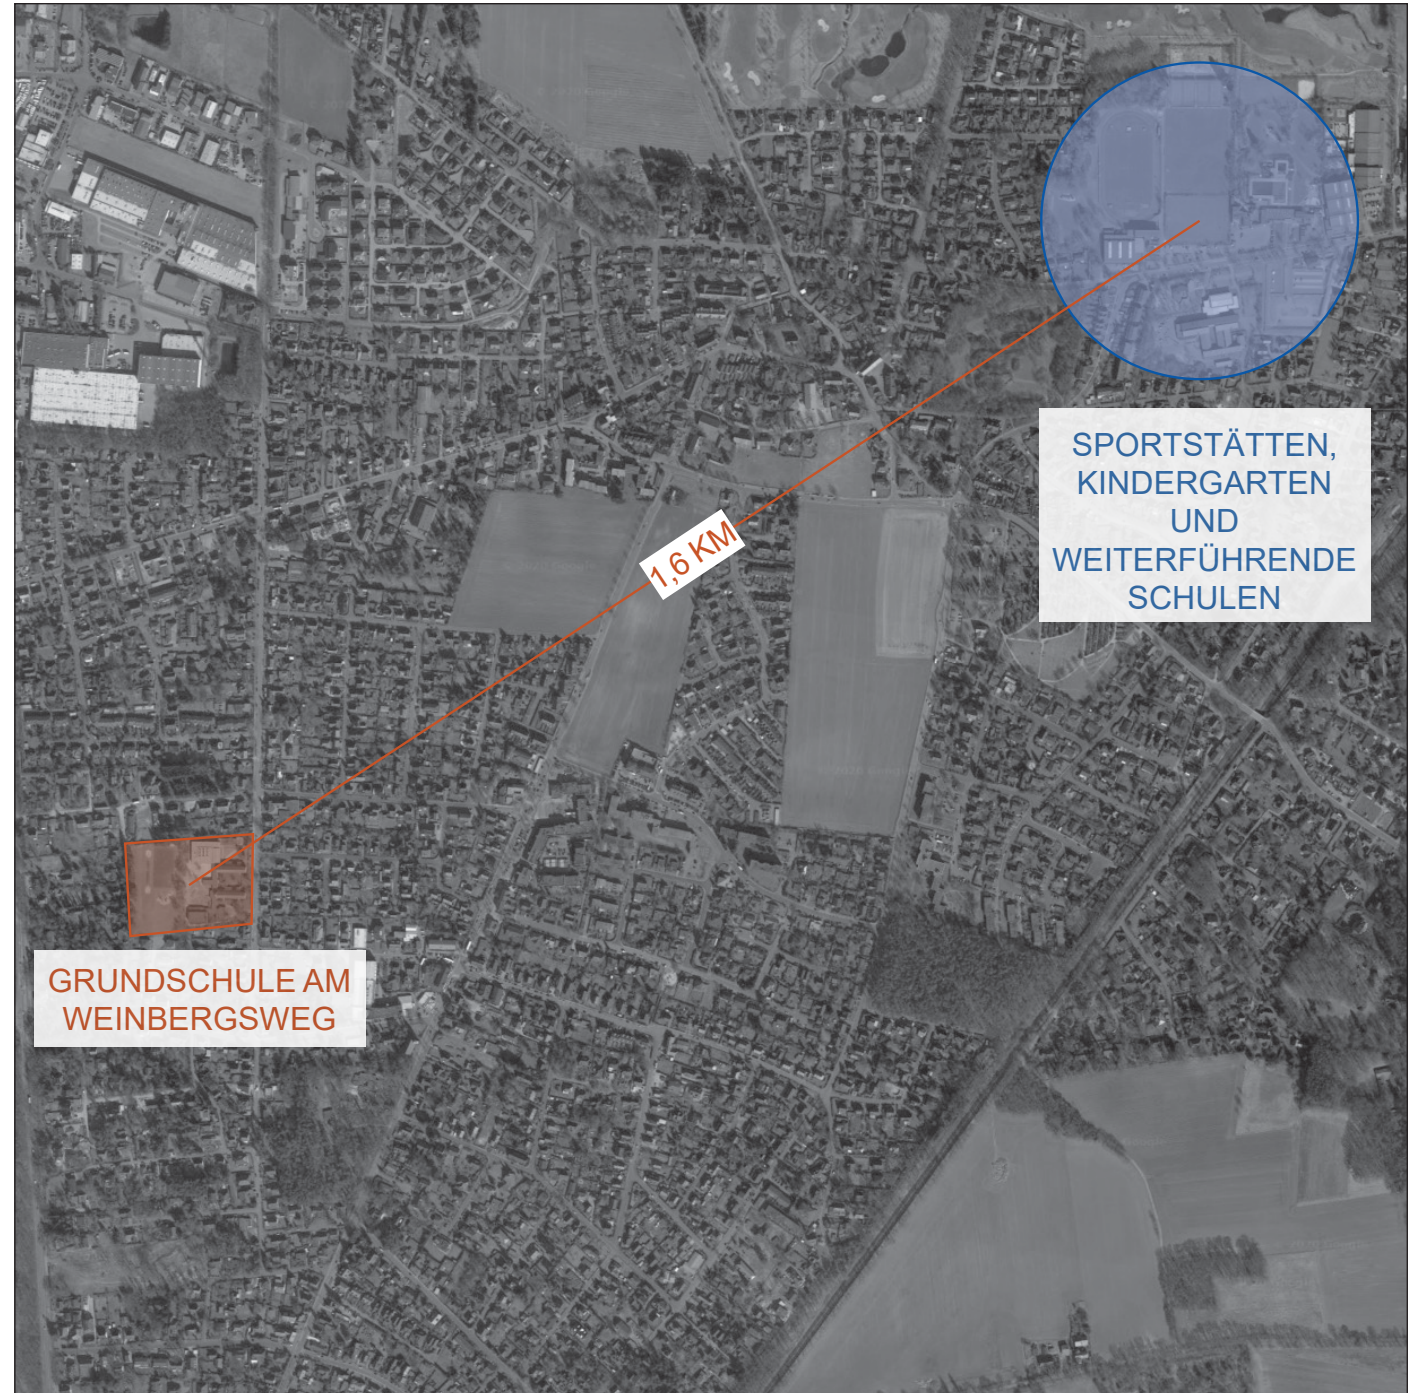 SPORTSTÄTTEN,
KINDERGARTEN
UND
WEITERFÜHRENDE
SCHULEN
1,6 KM
GRUNDSCHULE AM
WEINBERGSWEG